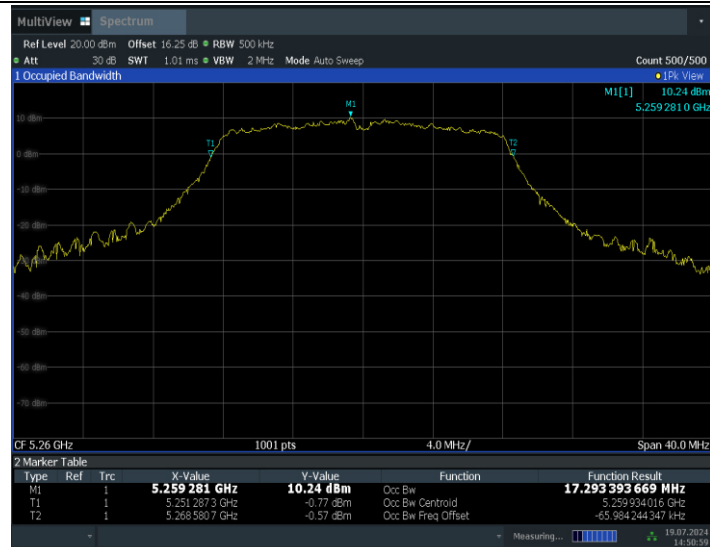 MultiView Spectrum
Ref Level 20.00 dBm Offset 16.25 dB RBW 500 kHz
Att 30 dB SWT 1.01 ms VBW 2 MHz Mode Auto Sweep Count 500/500
1 Occupied Bandwidth 1Pk View
M1[1] 10.24 dBm
5.2592810 GHz
M1
10 dBm
T1 T2
0 dBm
-10 dBm
-20 dBm
-40 dBm
-50 dBm
-60 dBm
-70 dBm
CF 5.26 GHz 1001 pts 4.0 MHz/ Span 40.0 MHz
2 Marker Table
Type Ref Trc X-Value Y-Value Function Function Result
M1 1 5.259 281 GHz 10.24 dBm Occ Bw 17.293 393 669 MHz
T1 1 5.251 287 3 GHz -0.77 dBm Occ Bw Centroid 5.259 934 016 GHz
T2 1 5.268 580 7 GHz -0.57 dBm Occ Bw Freq Offset -65.984 244 347 kHz
Measuring... 19.07.2024
14:50:59